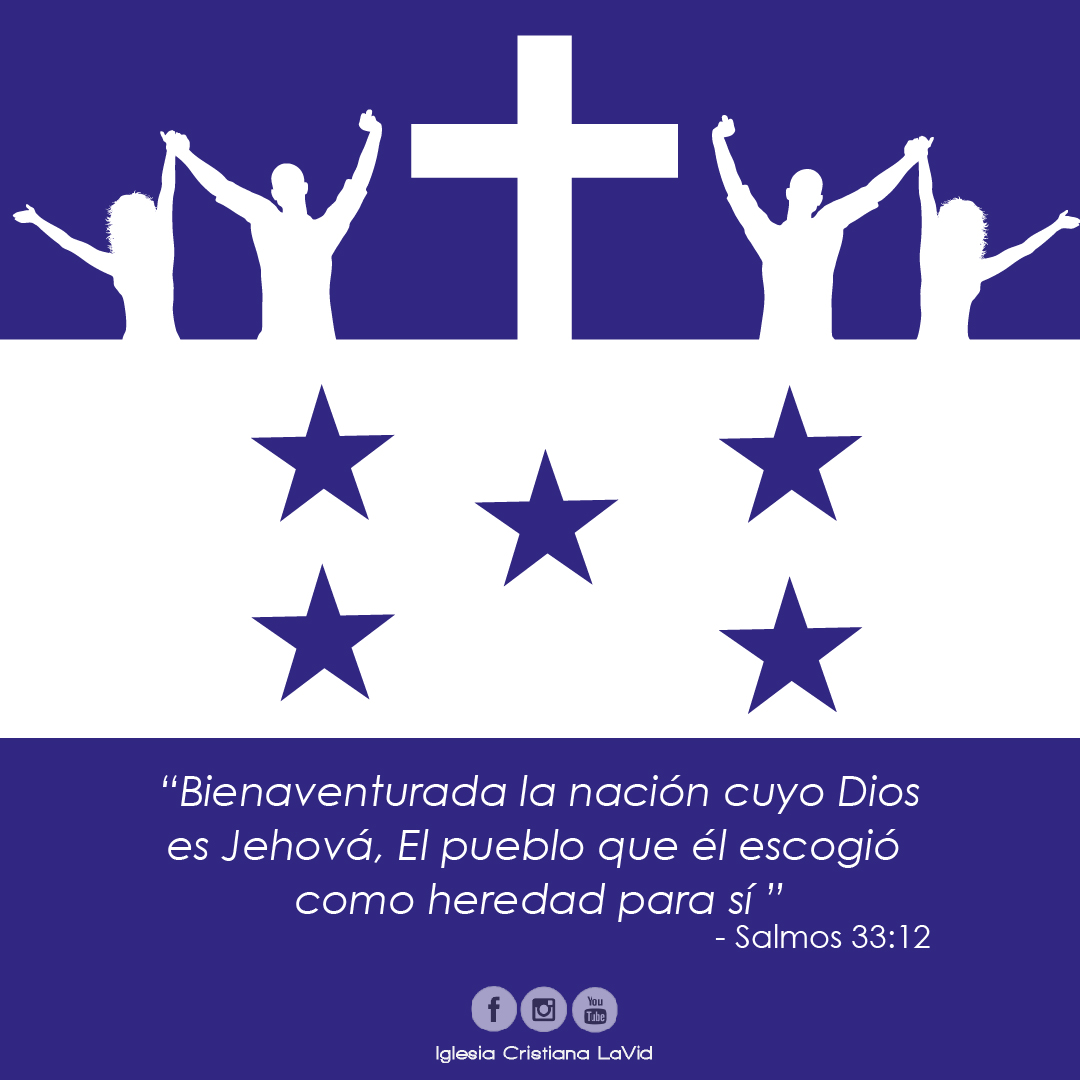 “Bienaventurada la nación cuyo Dios
es Jehová, El pueblo que él escogió
como heredad para sí ”
- Salmos 33:12
f
You
Tube
Iglesia Cristiana LaVid